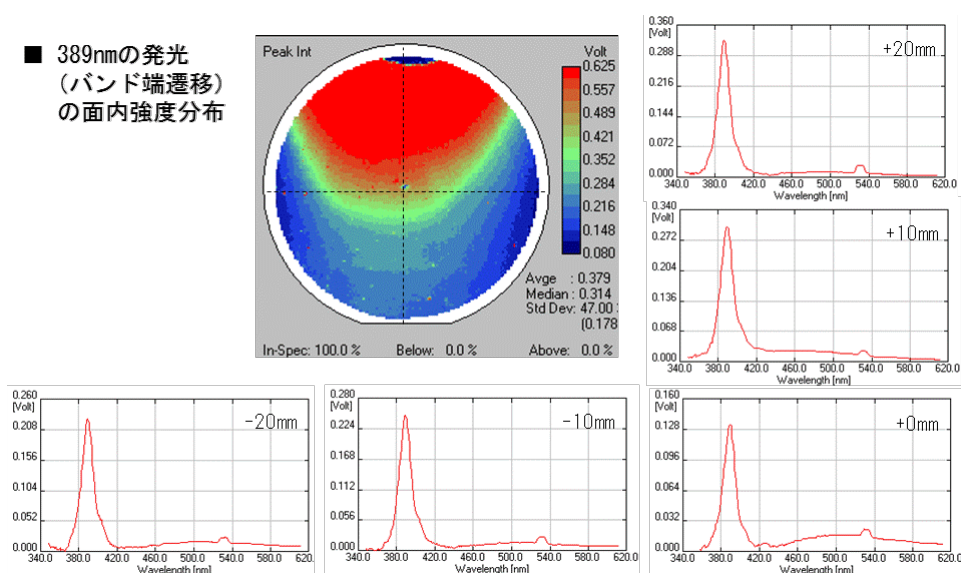 ■ 389nmの発光
(バンド端遷移)
の面内強度分布
Peak Int
Volt
0.625
0.557
0.489
0.421
0.352
0.284
0.216
0.148
0.080
Avge : 0.379
Median : 0.314
Std Dev: 47.00
(0.178
In-Spec: 100.0 % Below: 0.0 % Above: 0.0 %
0.360
[Volt]
+20mm
0.288
0.216
0.144
0.072
0.000
340.0 380.0 420.0 460.0 500.0 540.0 580.0 620.0
Wavelength [nm]
0.340
[Volt]
+10mm
0.272
0.204
0.136
0.068
0.000
340.0 380.0 420.0 460.0 500.0 540.0 580.0 620.0
Wavelength [nm]
0.260
[Volt]
-20mm
0.208
0.156
0.104
0.052
0.000
340.0 380.0 420.0 460.0 500.0 540.0 580.0 620.0
Wavelength [nm]
0.280
[Volt]
-10mm
0.224
0.168
0.112
0.056
0.000
340.0 380.0 420.0 460.0 500.0 540.0 580.0 620.0
Wavelength [nm]
0.160
[Volt]
+0mm
0.128
0.096
0.064
0.032
0.000
340.0 380.0 420.0 460.0 500.0 540.0 580.0 620.0
Wavelength [nm]